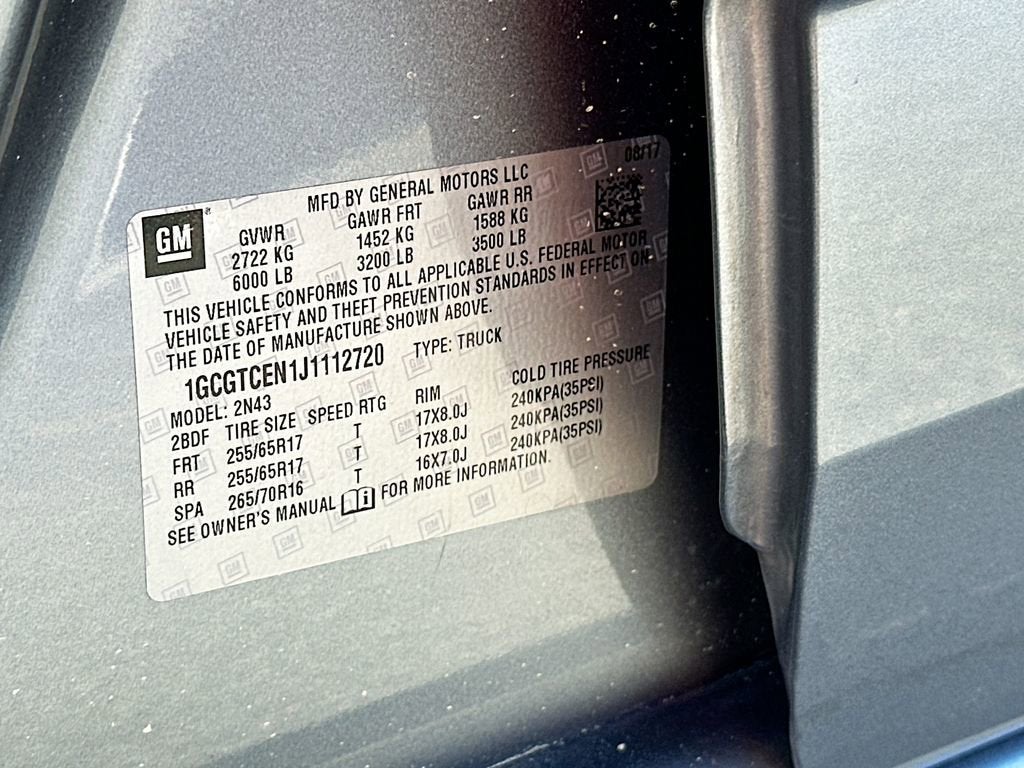 08/17
MFD BY GENERAL MOTORS LLC
GM
GVWR GAWR FRT GAWR RR
2722 KG 1452 KG 1588 KG
6000 LB 3200 LB 3500 LB
THIS VEHICLE CONFORMS TO ALL APPLICABLE U.S. FEDERAL MOTOR
VEHICLE SAFETY AND THEFT PREVENTION STANDARDS IN EFFECT ON
THE DATE OF MANUFACTURE SHOWN ABOVE.
1GCGTCEN1J1112720 TYPE: TRUCK
MODEL: 2N43
2BDF TIRE SIZE SPEED RTG RIM COLD TIRE PRESSURE
FRT 255/65R17 T 17X8.0J 240KPA(35PSI)
RR 255/65R17 T 17X8.0J 240KPA(35PSI)
SPA 265/70R16 T 16X7.0J 240KPA(35PSI)
SEE OWNER'S MANUAL FOR MORE INFORMATION.